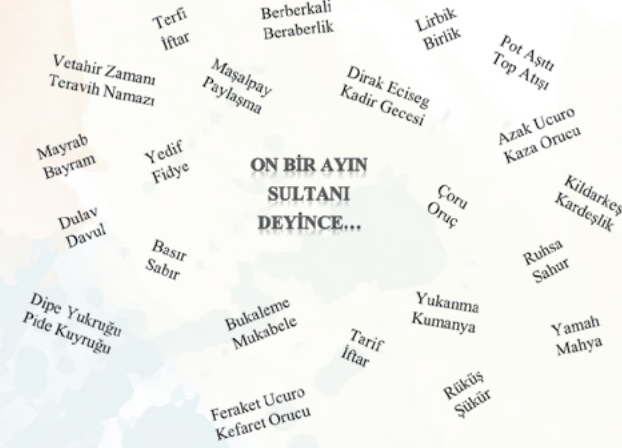 Terfi
İftar
Berberkali
Beraberlik
Lirbik
Birlik
Pot Aşıtı
Top Atışı
Vetahir Zamanı
Teravih Namazı
Maşalpay
Paylaşma
Dirak Eciseg
Kadir Gecesi
Azak Ucuro
Kaza Orucu
Mayrab
Bayram
Yedif
Fidye
ON BİR AYIN
SULTANI
DEYİNCE...
Çoru
Oruç
Kildarkeş
Kardeşlik
Dulav
Davul
Basır
Sabır
Ruhsa
Sahur
Dipe Yukruğu
Pide Kuyruğu
Bukaleme
Mukabele
Tarif
İftar
Yukanma
Kumanya
Yamah
Mahya
Feraket Ucuro
Kefaret Orucu
Rüküş
Şükür